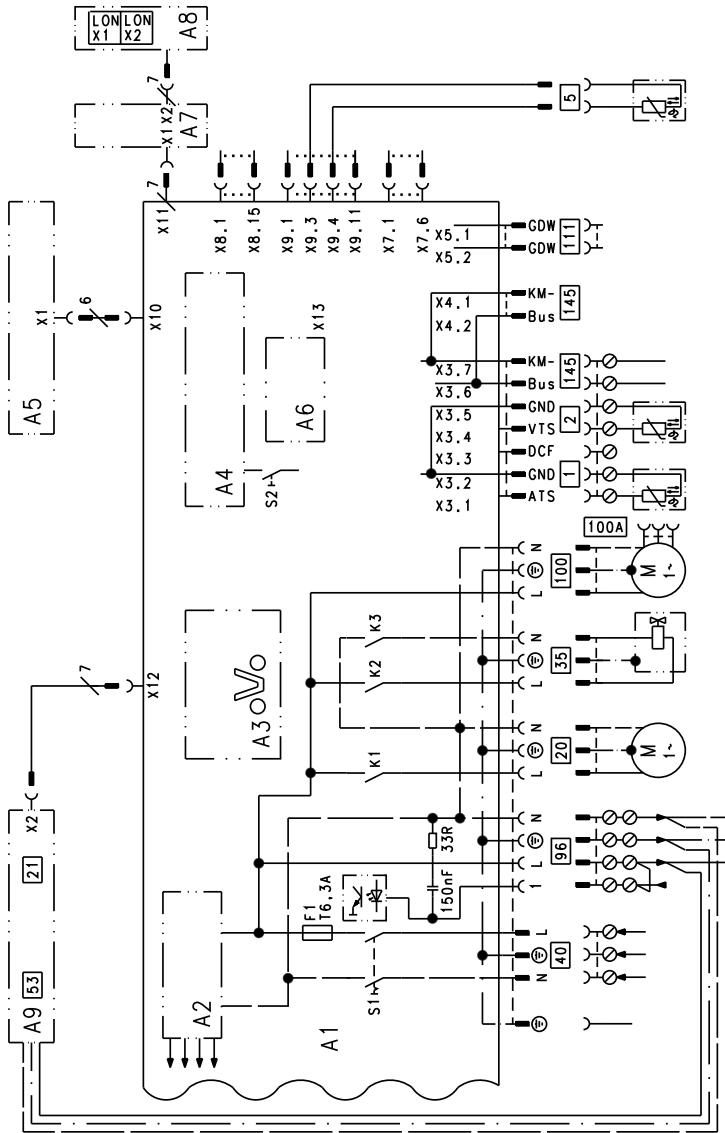 LON LON
X1 X2
A8
7
X1 X2
A7
7
X11
A5
X1
6
X10
X8.1
X8.15
X9.1
X9.3
X9.4
X9.11
X7.1
X7.6
5
ϑ
X5.1
X5.2
GDW
GDW
111
X4.1
X4.2
KM-
Bus
145
X3.7
X3.6
X3.5
X3.4
X3.3
X3.2
X3.1
KM-
Bus
GND
VTS
DCF
GND
ATS
145
2
1
ϑ
ϑ
A4
A6
X13
S2
A3
7
X12
K3
K2
K1
100A
N
L
100
M
1~
N
L
35
N
L
20
M
1~
N
L
1
96
33R
150nF
F1
T6,3A
S1
L
N
40
A2
A1
A9
53
21
X2